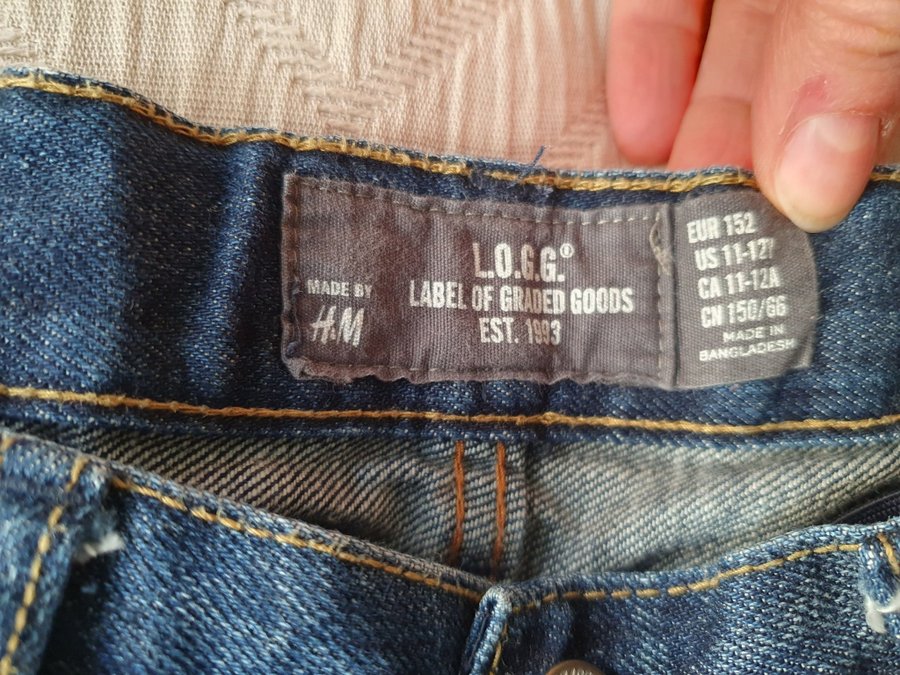 MADE BY
H&M
L.O.G.G.®
LABEL OF GRADED GOODS
EST. 1993
EUR 152
US 11-12Y
CA 11-12A
CN 150/66
MADE IN
BANGLADESH